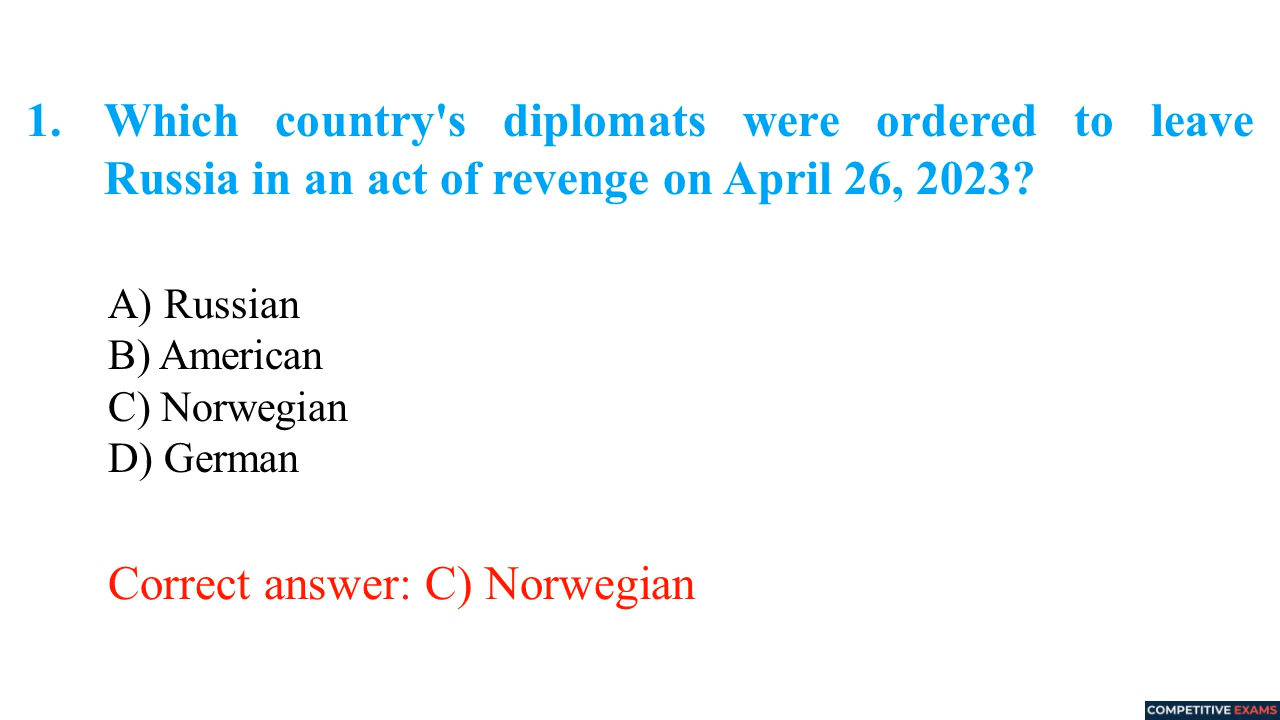 1. Which country's diplomats were ordered to leave
Russia in an act of revenge on April 26, 2023?
A) Russian
B) American
C) Norwegian
D) German
Correct answer: C) Norwegian
COMPETITIVE EXAMS